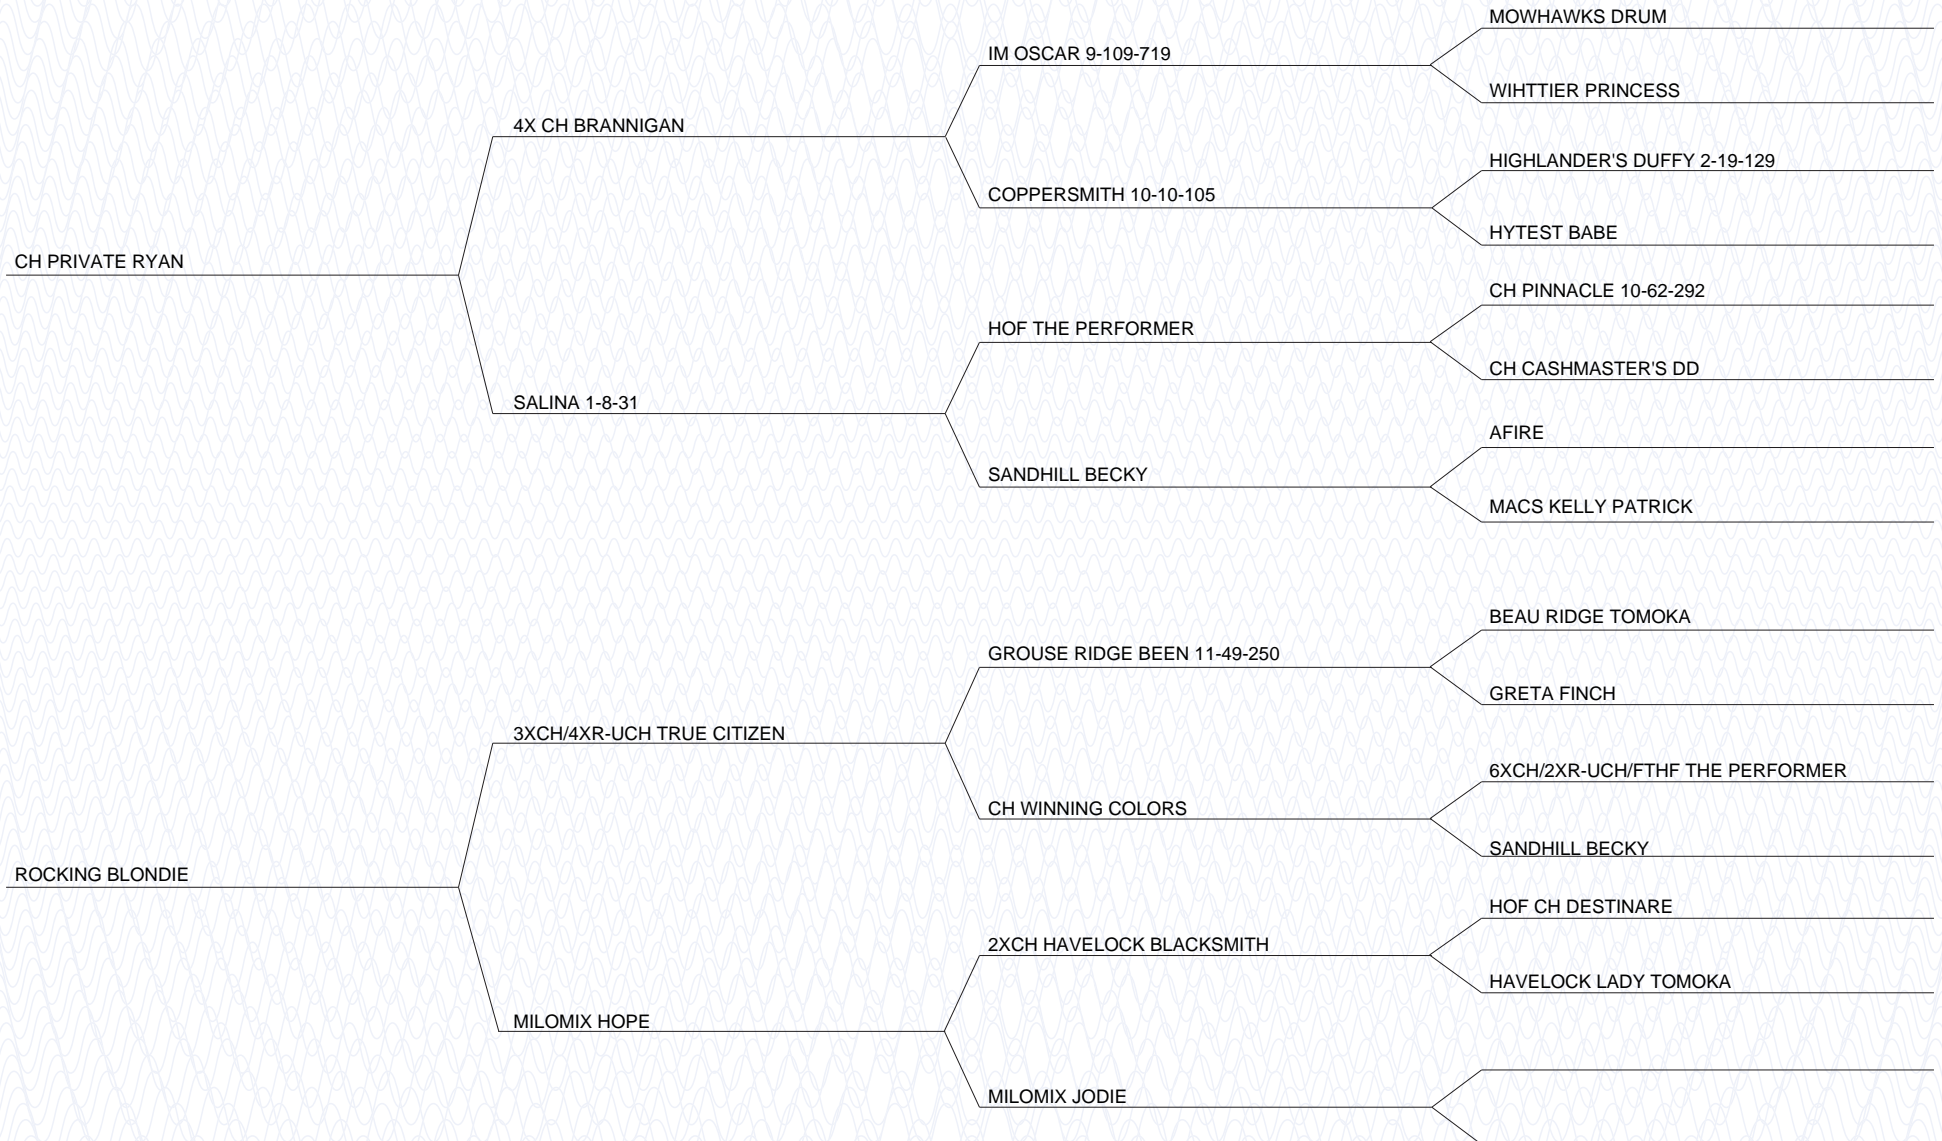 MOWHAWKS DRUM
IM OSCAR 9-109-719
WIHTTIER PRINCESS
4X CH BRANNIGAN
HIGHLANDER'S DUFFY 2-19-129
COPPERSMITH 10-10-105
HYTEST BABE
CH PRIVATE RYAN
CH PINNACLE 10-62-292
HOF THE PERFORMER
CH CASHMASTER'S DD
SALINA 1-8-31
AFIRE
SANDHILL BECKY
MACS KELLY PATRICK
BEAU RIDGE TOMOKA
GROUSE RIDGE BEEN 11-49-250
GRETA FINCH
3XCH/4XR-UCH TRUE CITIZEN
6XCH/2XR-UCH/FTHF THE PERFORMER
CH WINNING COLORS
SANDHILL BECKY
ROCKING BLONDIE
HOF CH DESTINARE
2XCH HAVELOCK BLACKSMITH
HAVELOCK LADY TOMOKA
MILOMIX HOPE
MILOMIX JODIE